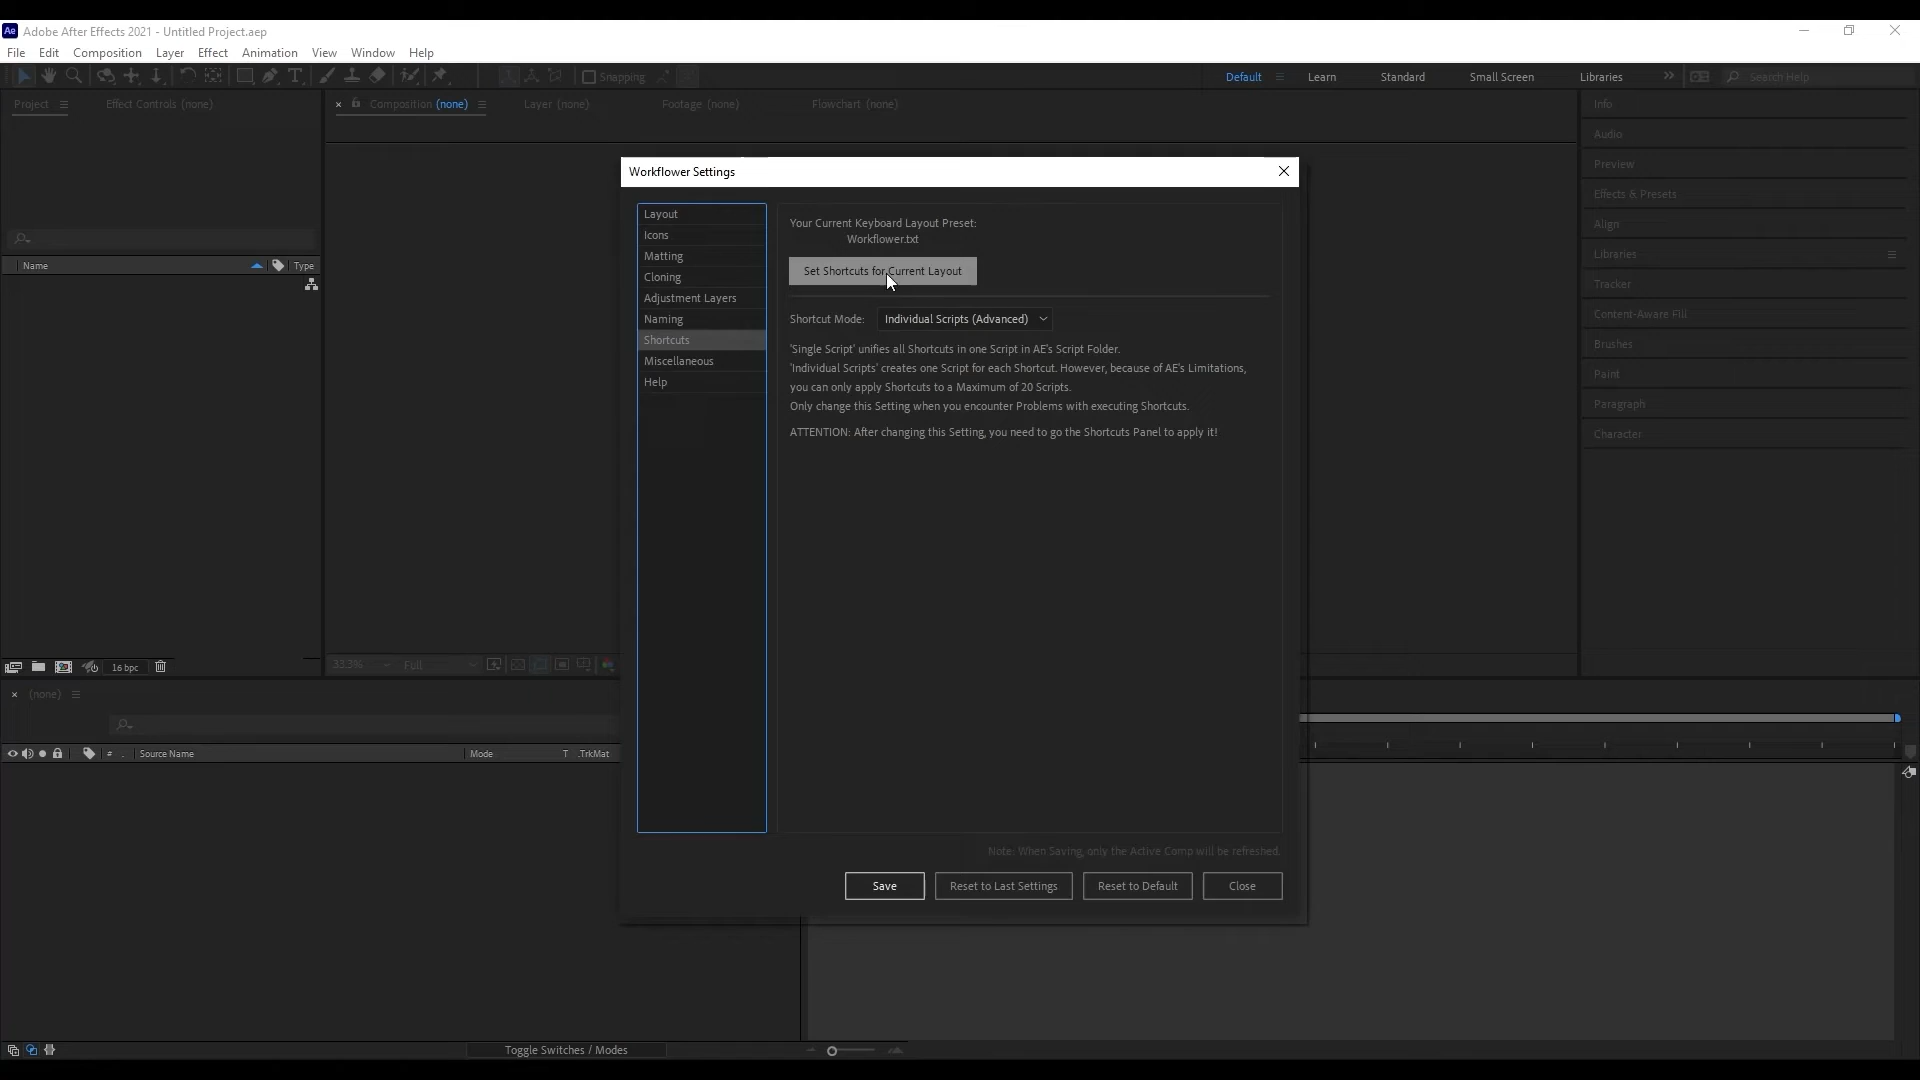 Ae Adobe After Effects 2021 - Untitled Project.aep
File Edit Composition Layer Effect Animation View Window Help
Snapping
Default Learn Standard Small Screen Libraries Search Help
Project Effect Controls (none)
Composition (none) Layer (none) Footage (none) Flowchart (none)
Info
Audio
Preview
Effects & Presets
Align
Libraries
Tracker
Content-Aware Fill
Brushes
Paint
Paragraph
Character
Name Type
Workflower Settings
Layout
Icons
Matting
Cloning
Adjustment Layers
Naming
Shortcuts
Miscellaneous
Help
Your Current Keyboard Layout Preset:
Workflower.txt
Set Shortcuts for Current Layout
Shortcut Mode: Individual Scripts (Advanced)
'Single Script' unifies all Shortcuts in one Script in AE's Script Folder.
'Individual Scripts' creates one Script for each Shortcut. However, because of AE's Limitations,
you can only apply Shortcuts to a Maximum of 20 Scripts.
Only change this Setting when you encounter Problems with executing Shortcuts.
ATTENTION: After changing this Setting, you need to go the Shortcuts Panel to apply it!
Note: When Saving, only the Active Comp will be refreshed.
Save Reset to Last Settings Reset to Default Close
16 bpc
33.3% Full
(none)
# . Source Name Mode T .TrkMat
Toggle Switches / Modes